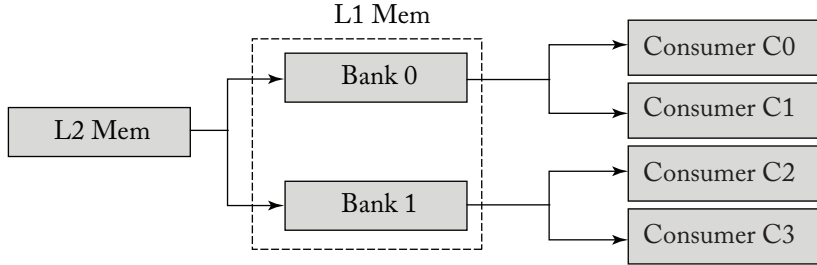 L1 Mem
Bank 0
Consumer C0
Consumer C1
L2 Mem
Bank 1
Consumer C2
Consumer C3